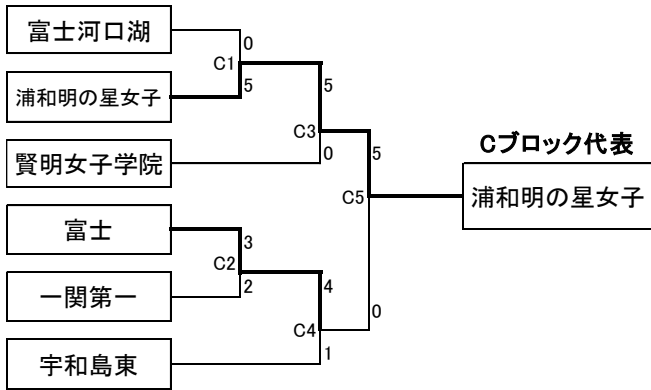 富士河口湖
0
C1
5
浦和明の星女子
5
C3
0
賢明女子学院
5
C5
Cブロック代表
浦和明の星女子
富士
3
C2
2
一関第一
4
C4
1
0
宇和島東